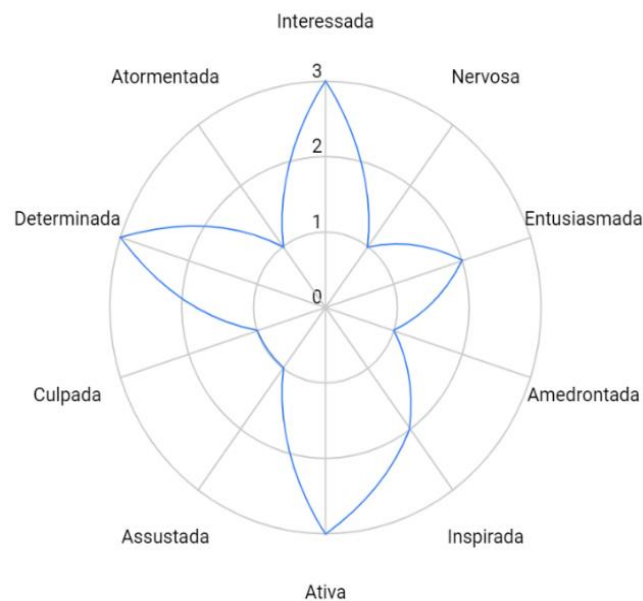 Interessada
Atormentada
Nervosa
3
2
Determinada
Entusiasmada
1
0
Culpada
Amedrontada
Assustada
Inspirada
Ativa